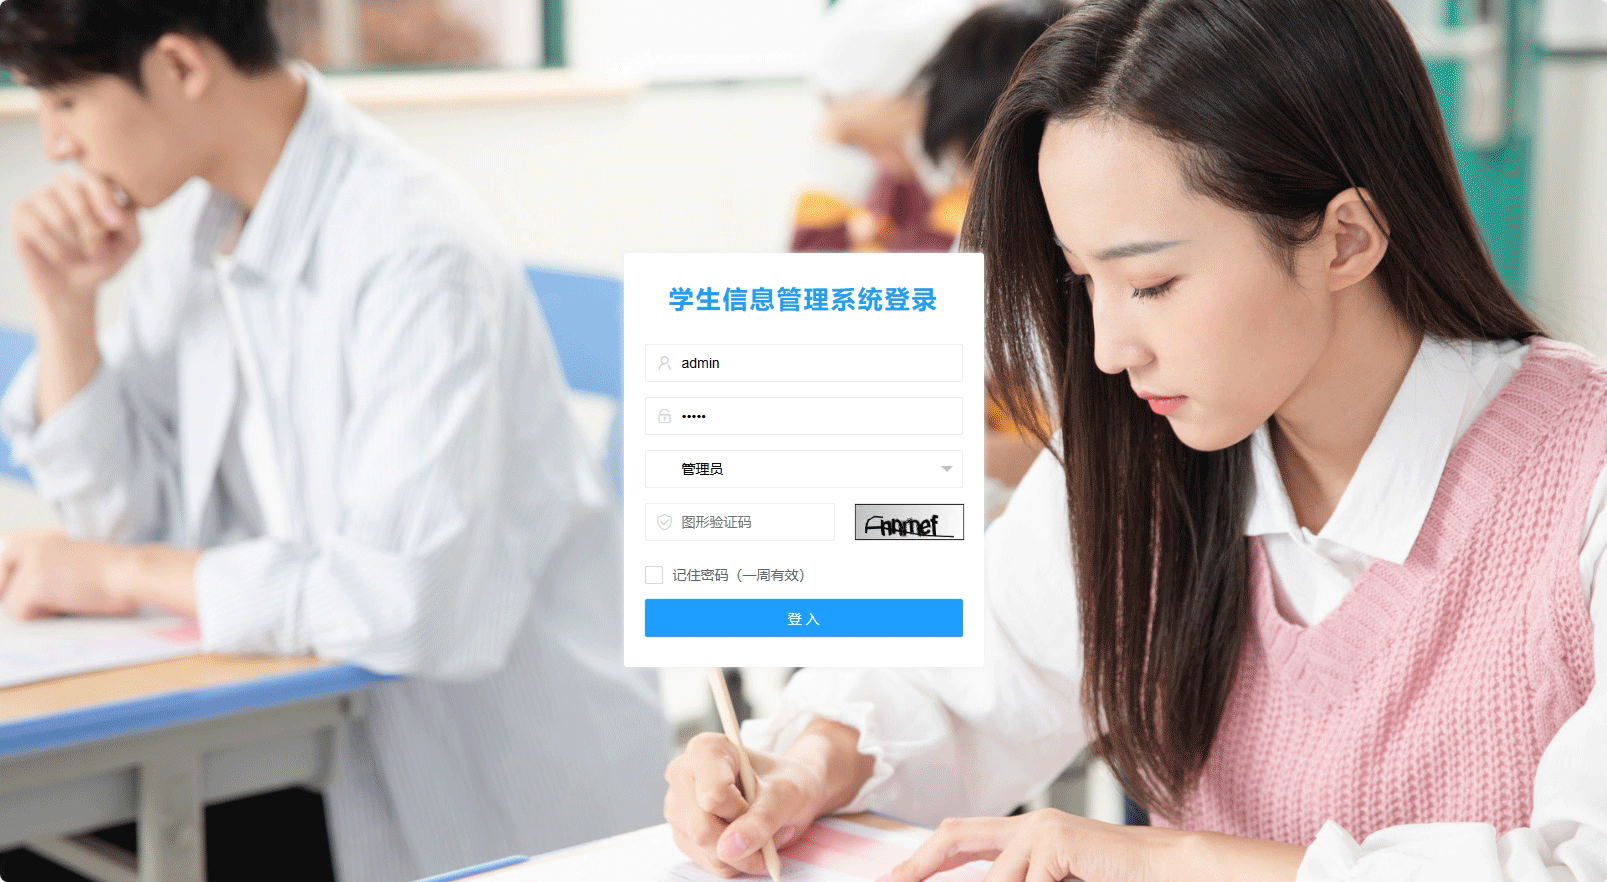 学生信息管理系统登录
admin
•••••
管理员
图形验证码
记住密码（一周有效）
登 入